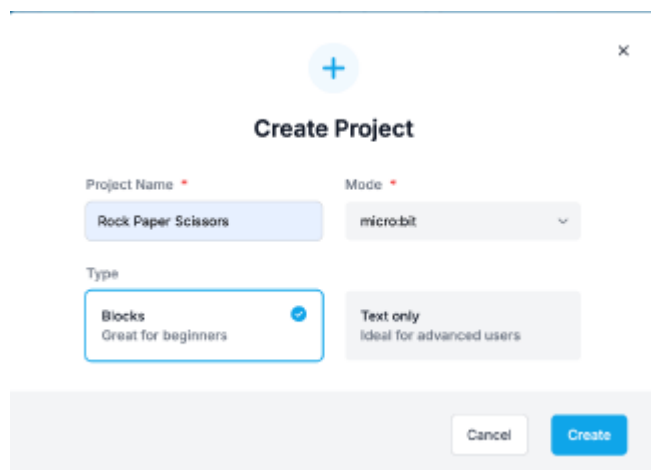 Create Project
Project Name * Mode *
Rock Paper Scissors micro:bit
Type
Blocks Text only
Great for beginners Ideal for advanced users
Cancel Create